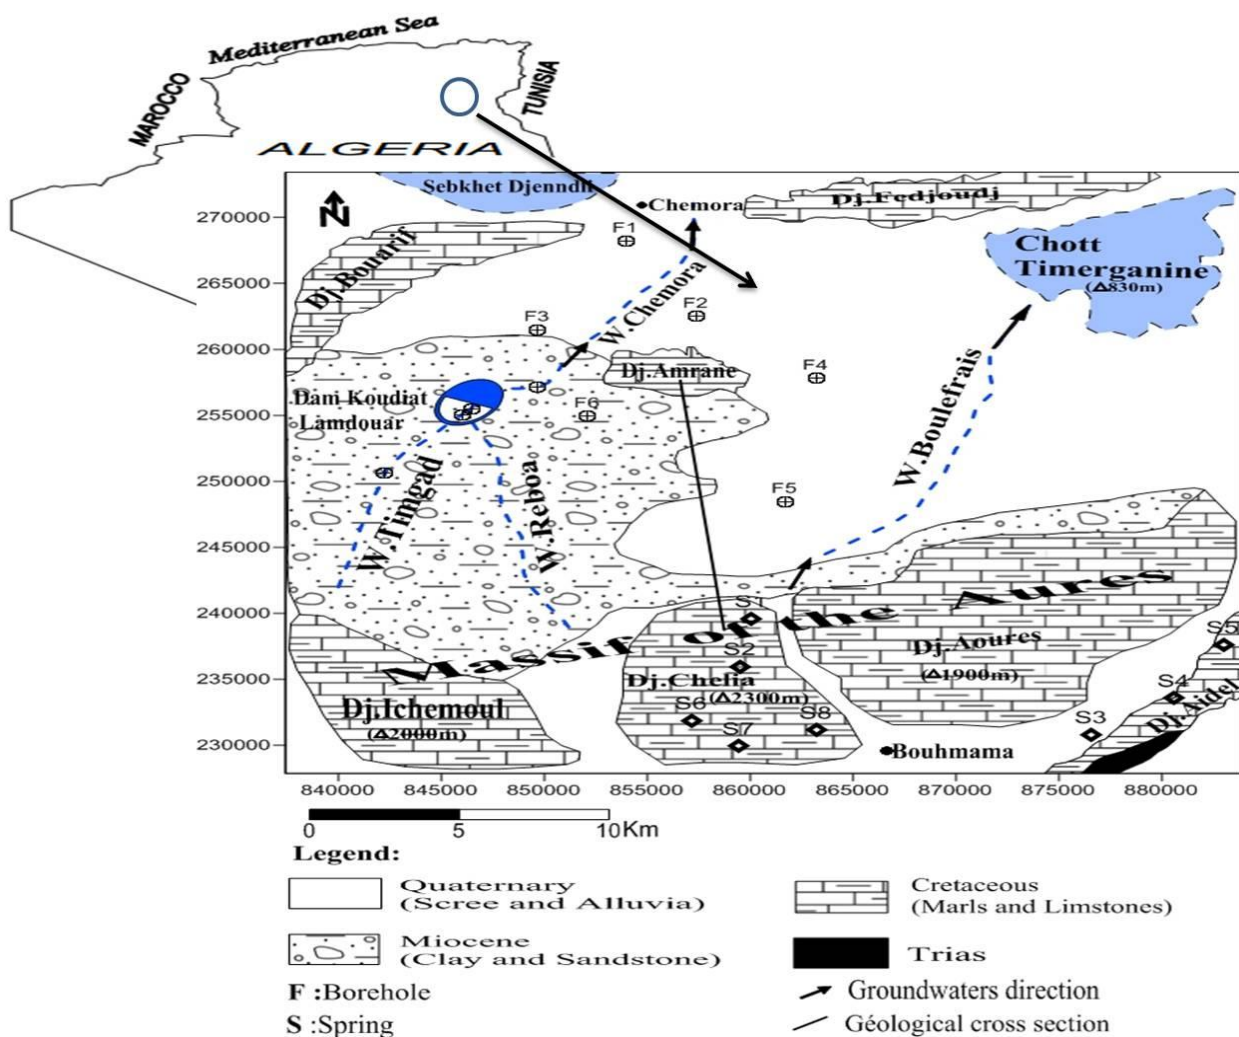 Mediterranean Sea
MAROCCO
TUNISIA
ALGERIA
Sebkhet Djenndli
Chemora
Dj.Fedjoudj
N
270000
F1
Chott
Timerganine
(Δ830m)
Dj.Bouarif
265000
W.Chemora
F2
F3
260000
Dj.Amrane
F4
W.Boulefrais
Dam Koudiat
Lamdouar
255000
F6
250000
W.Timgad
W.Reboa
F5
245000
240000
Massif of the Aures
S1
S2
Dj.Aoures
(Δ1900m)
S5
235000
Dj.Chelia
(Δ2300m)
S4
Dj.Aidel
Dj.Ichemoul
(Δ2000m)
S6
S7
S8
S3
230000
Bouhmama
840000 845000 850000 855000 860000 865000 870000 875000 880000
0 5 10Km
Legend:
Quaternary
(Scree and Alluvia)
Cretaceous
(Marls and Limstones)
Miocene
(Clay and Sandstone)
Trias
F :Borehole
Groundwaters direction
S :Spring
Géological cross section